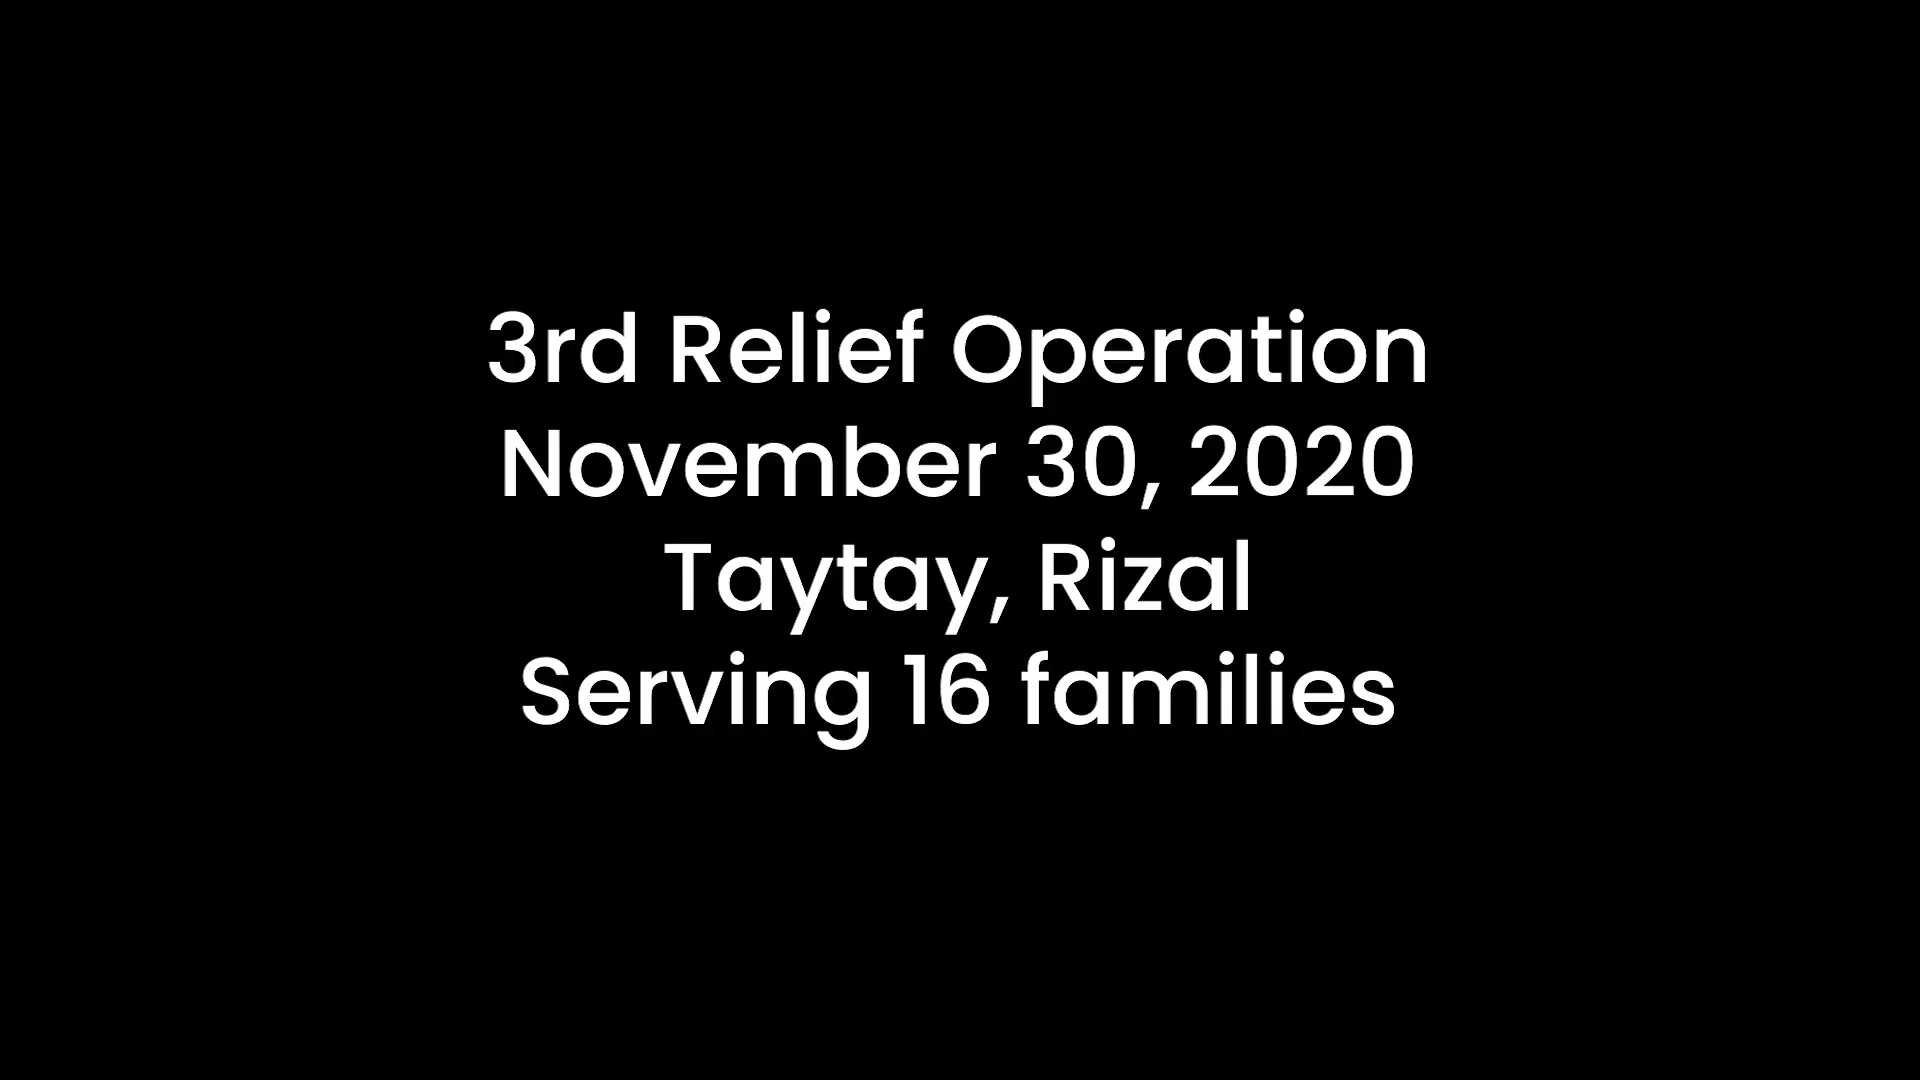 3rd Relief Operation
November 30, 2020
Taytay, Rizal
Serving 16 families